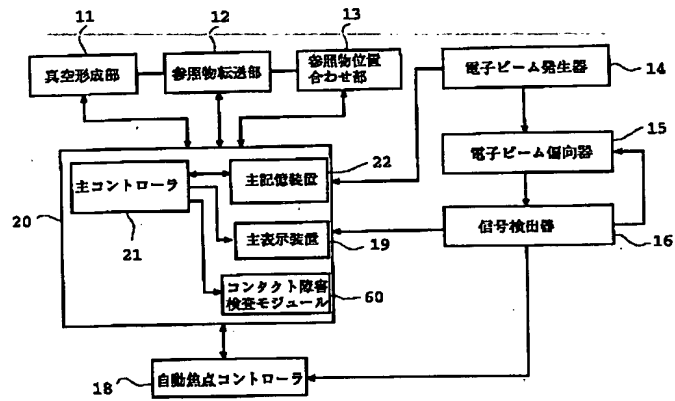 11
12
13
真空形成部
参照物転送部
参照物位置
合わせ部
電子ビーム発生器
14
15
電子ビーム偏向器
22
主コントローラ
主記憶装置
20
21
主表示装置
19
信号検出器
16
コンタクト障害
検査モジュール
60
18
自動焦点コントローラ